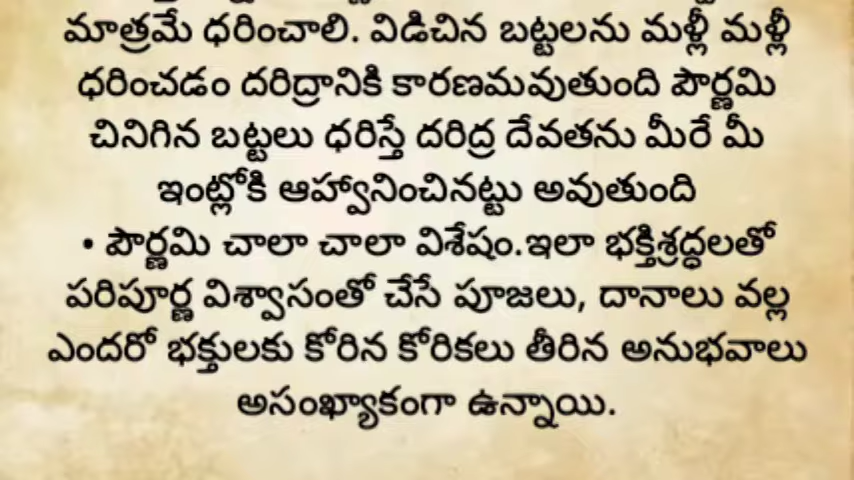 మాత్రమే ధరించాలి. విడిచిన బట్టలను మళ్లీ మళ్లీ
ధరించడం దరిద్రానికి కారణమవుతుంది పౌర్ణమి
చినిగిన బట్టలు ధరిస్తే దరిద్ర దేవతను మీరే మీ
ఇంట్లోకి ఆహ్వానించినట్టు అవుతుంది
• పౌర్ణమి చాలా చాలా విశేషం.ఇలా భక్తిశ్రద్ధలతో
పరిపూర్ణ విశ్వాసంతో చేసే పూజలు, దానాలు వల్ల
ఎందరో భక్తులకు కోరిన కోరికలు తీరిన అనుభవాలు
అసంఖ్యాకంగా ఉన్నాయి.